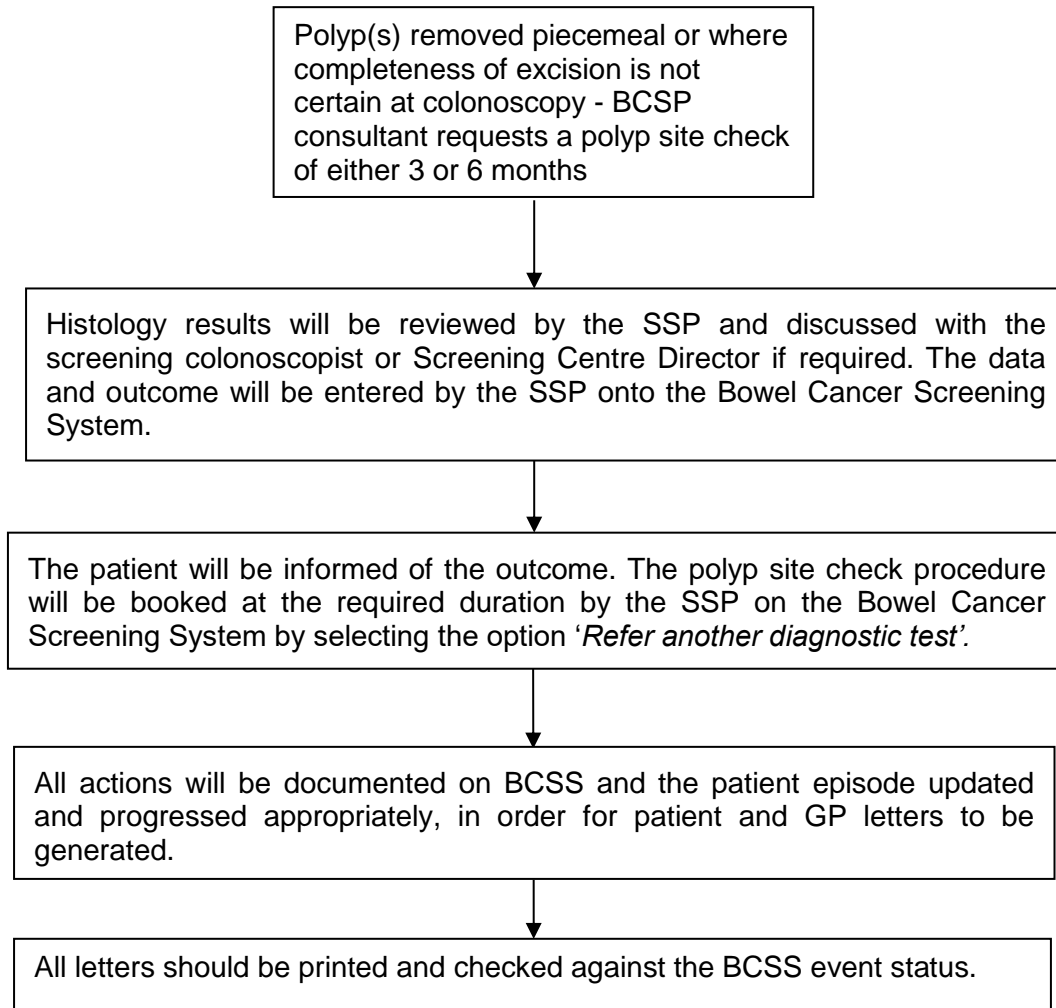 Polyp(s) removed piecemeal or where
completeness of excision is not
certain at colonoscopy - BCSP
consultant requests a polyp site check
of either 3 or 6 months
Histology results will be reviewed by the SSP and discussed with the
screening colonoscopist or Screening Centre Director if required. The data
and outcome will be entered by the SSP onto the Bowel Cancer Screening
System.
The patient will be informed of the outcome. The polyp site check procedure
will be booked at the required duration by the SSP on the Bowel Cancer
Screening System by selecting the option ‘Refer another diagnostic test’.
All actions will be documented on BCSS and the patient episode updated
and progressed appropriately, in order for patient and GP letters to be
generated.
All letters should be printed and checked against the BCSS event status.